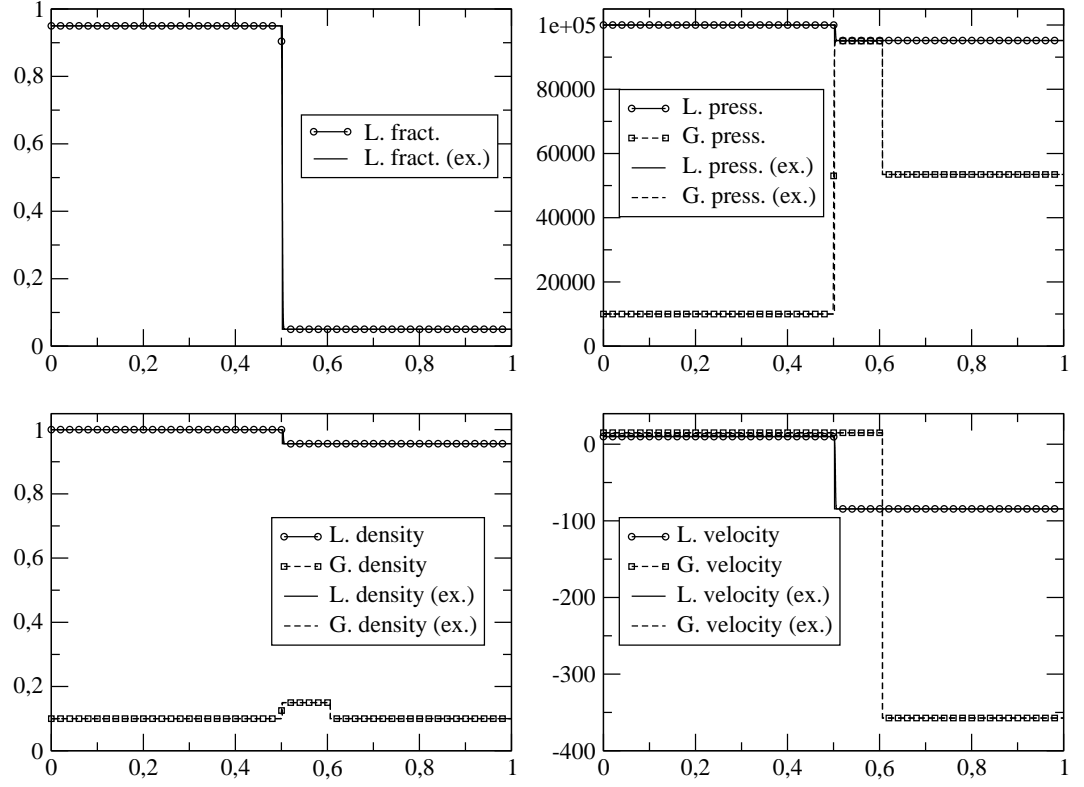 1
0,8
0,6
0,4
0,2
0
0 0,2 0,4 0,6 0,8 1
L. fract.
L. fract. (ex.)
1e+05
80000
60000
40000
20000
0
0 0,2 0,4 0,6 0,8 1
L. press.
G. press.
L. press. (ex.)
G. press. (ex.)
1
0,8
0,6
0,4
0,2
0
0 0,2 0,4 0,6 0,8 1
L. density
G. density
L. density (ex.)
G. density (ex.)
0
-100
-200
-300
-400
0 0,2 0,4 0,6 0,8 1
L. velocity
G. velocity
L. velocity (ex.)
G. velocity (ex.)